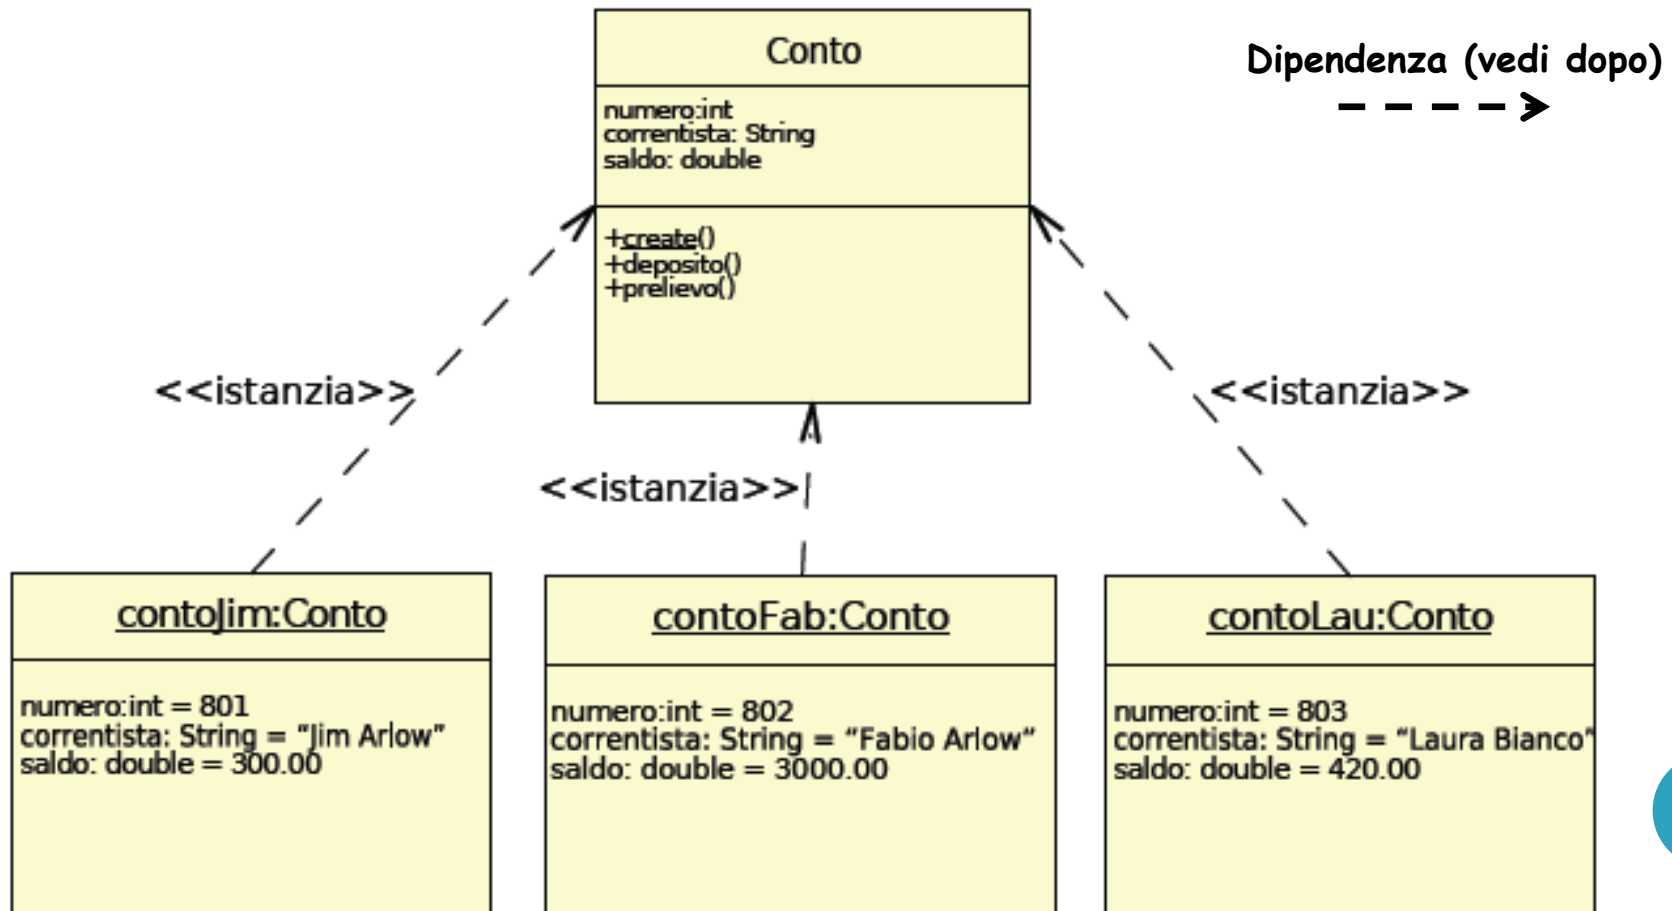 Conto
Dipendenza (vedi dopo)
numero:int
correntista: String
saldo: double
+create()
+deposito()
+prelievo()
<<istanzia>>
<<istanzia>>
<<istanzia>>
contoJim:Conto
numero:int = 801
correntista: String = “Jim Arlow”
saldo: double = 300.00
contoFab:Conto
numero:int = 802
correntista: String = “Fabio Arlow”
saldo: double = 3000.00
contoLau:Conto
numero:int = 803
correntista: String = “Laura Bianco”
saldo: double = 420.00